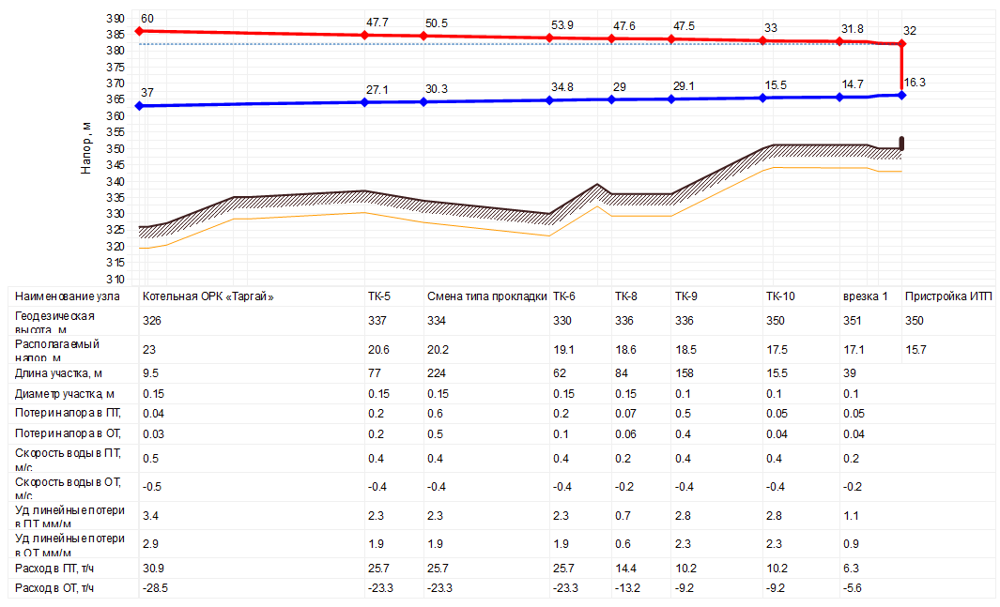 390
385
380
375
370
365
360
355
350
345
340
335
330
325
320
315
310
Напор, м
60 47.7 50.5 53.9 47.6 47.5 33 31.8 32
37 27.1 30.3 34.8 29 29.1 15.5 14.7 16.3
Наименование узла Котельная ОРК «Таргай» ТК-5 Смена типа прокладки ТК-6 ТК-8 ТК-9 ТК-10 врезка 1 Пристройка ИТП
Геодезическая
высота, м 326 337 334 330 336 336 350 351 350
Располагаемый
напор, м 23 20.6 20.2 19.1 18.6 18.5 17.5 17.1 15.7
Длина участка, м 9.5 77 224 62 84 158 15.5 39
Диаметр участка, м 0.15 0.15 0.15 0.15 0.15 0.1 0.1 0.1
Потери напора в ПТ, 0.04 0.2 0.6 0.2 0.07 0.5 0.05 0.05
Потери напора в ОТ, 0.03 0.2 0.5 0.1 0.06 0.4 0.04 0.04
Скорость воды в ПТ,
м/с 0.5 0.4 0.4 0.4 0.2 0.4 0.4 0.2
Скорость воды в ОТ,
м/с -0.5 -0.4 -0.4 -0.4 -0.2 -0.4 -0.4 -0.2
Уд. линейные потери
в ПТ, мм/м 3.4 2.3 2.3 2.3 0.7 2.8 2.8 1.1
Уд. линейные потери
в ОТ, мм/м 2.9 1.9 1.9 1.9 0.6 2.3 2.3 0.9
Расход в ПТ, т/ч 30.9 25.7 25.7 25.7 14.4 10.2 10.2 6.3
Расход в ОТ, т/ч -28.5 -23.3 -23.3 -23.3 -13.2 -9.2 -9.2 -5.6